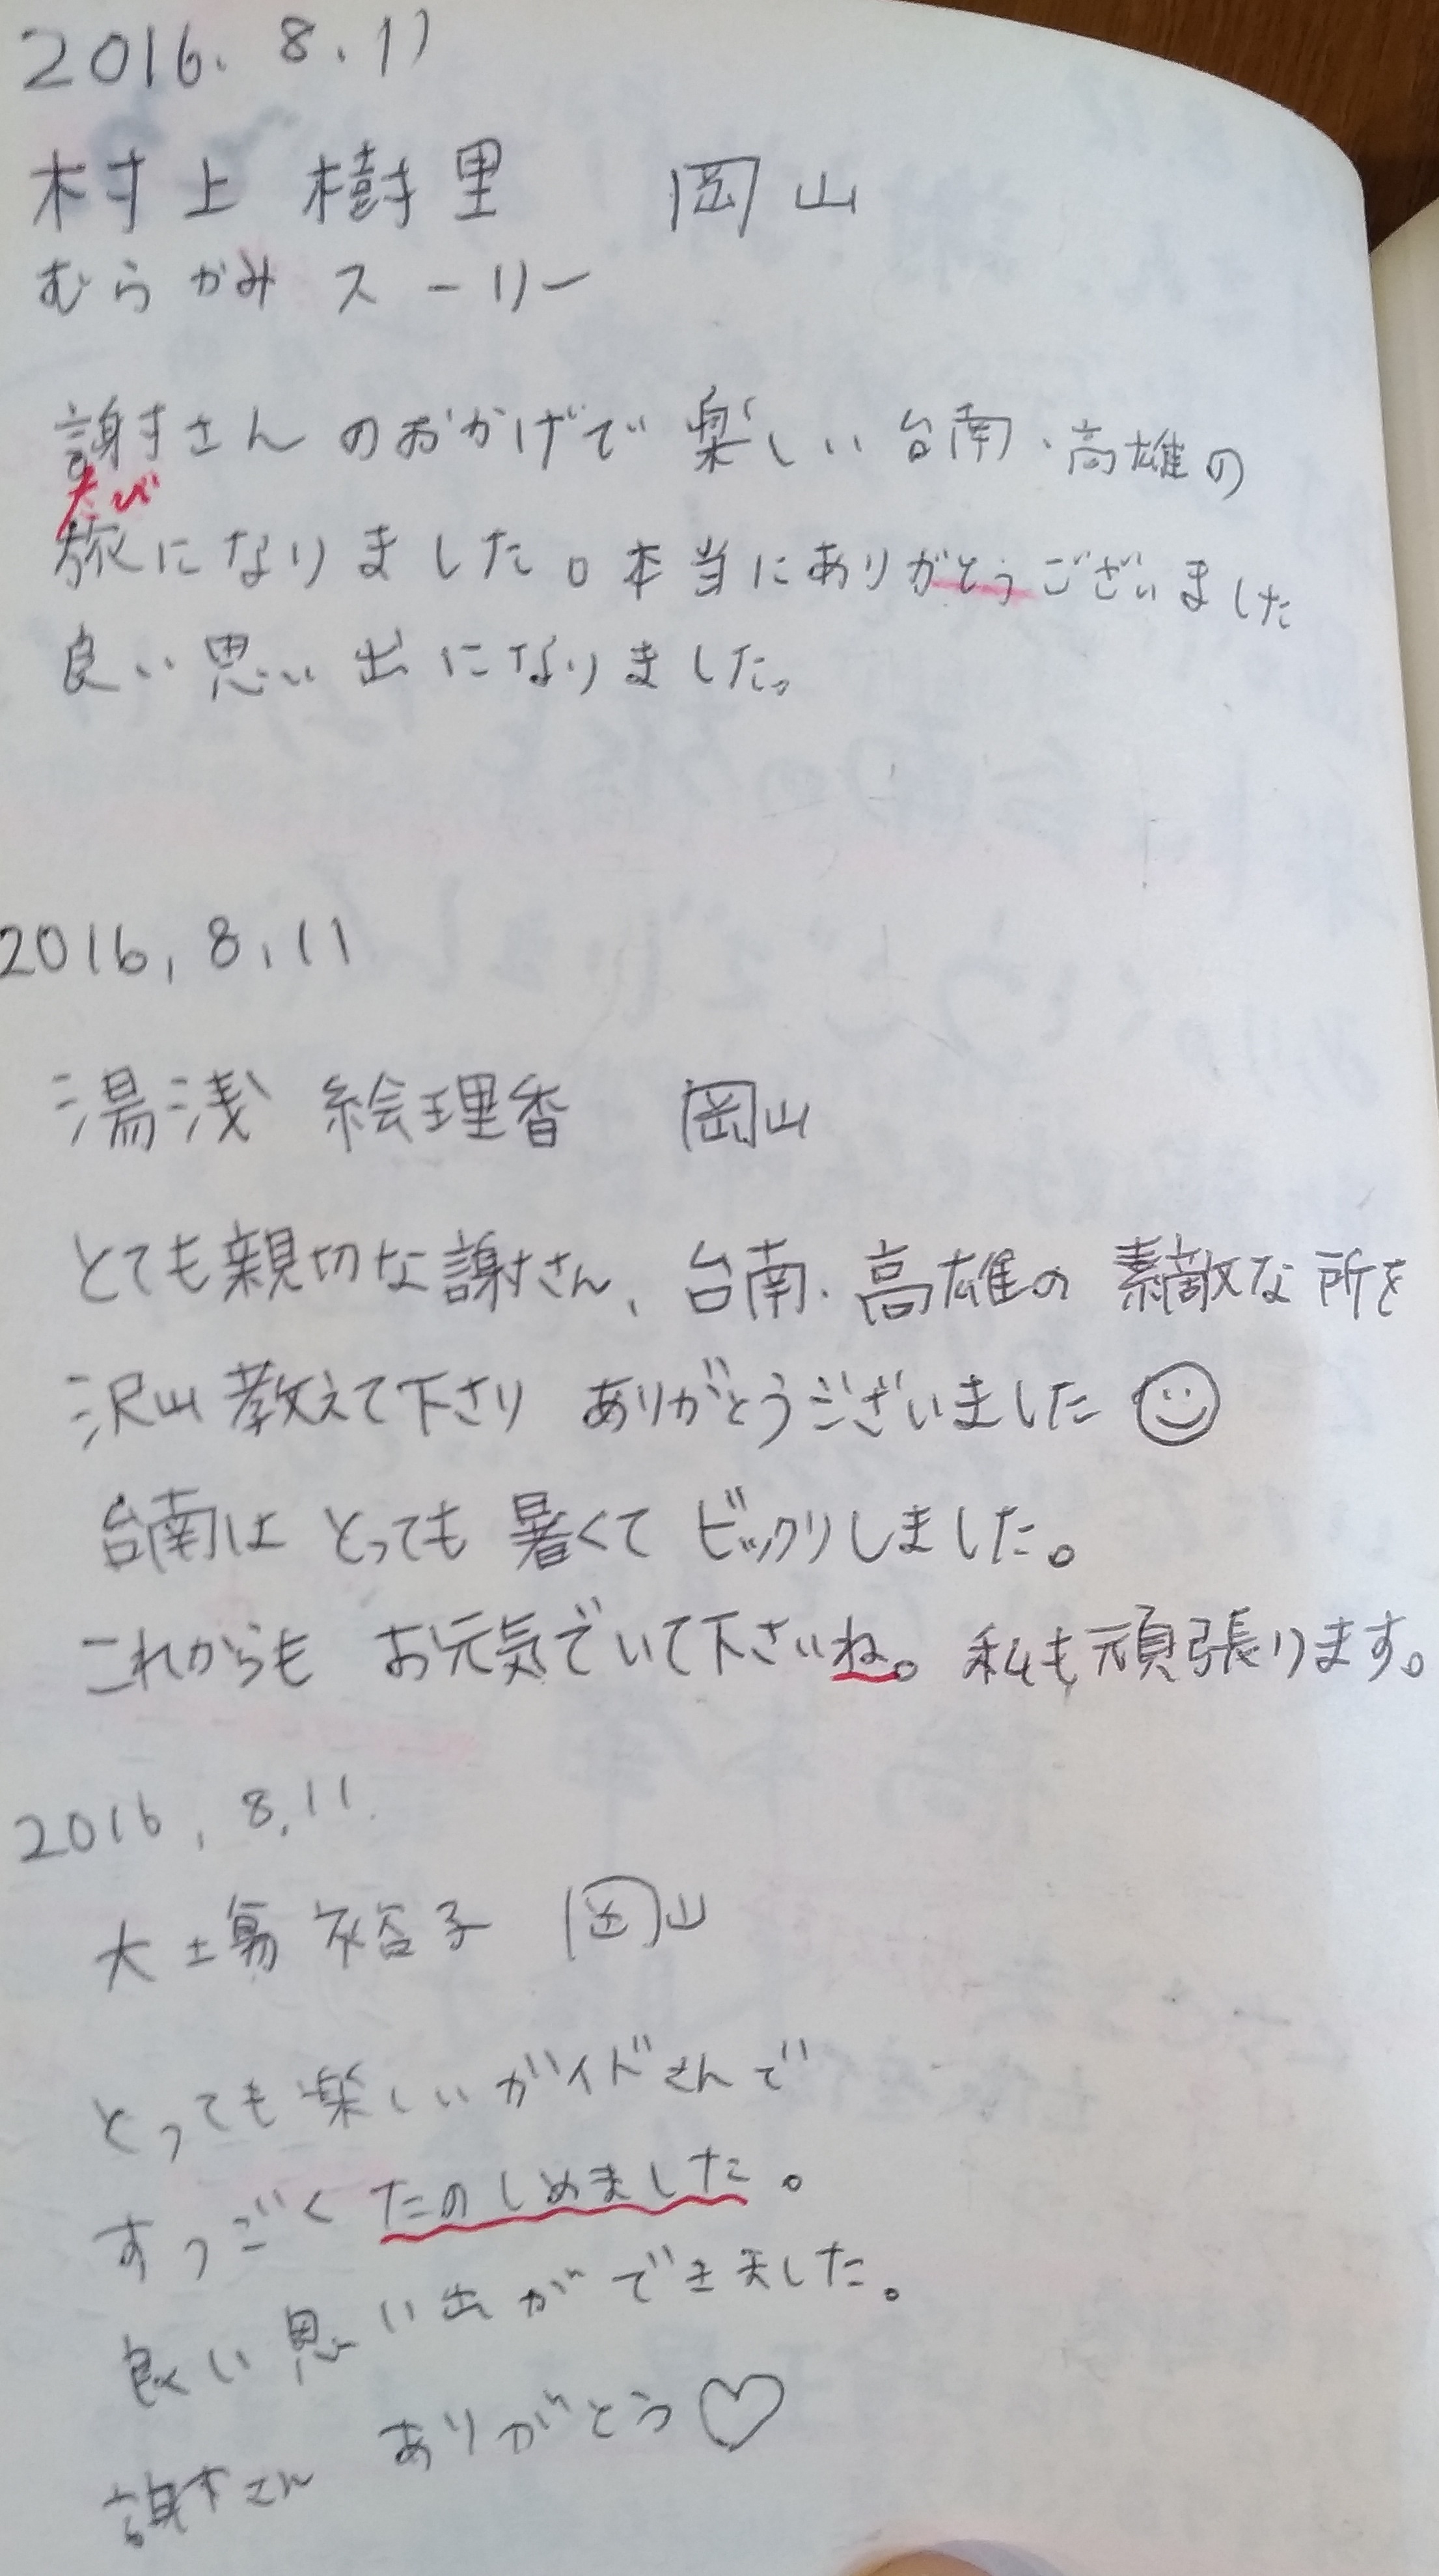 2016. 8. 11
村上 樹里 岡山
むらかみ スーリー
謝さんのおかげで 楽しい 台南・高雄の
たび
旅になりました。本当にありがとうございました
良い思い出になりました。
2016, 8, 11
湯浅 絵理香 岡山
とても親切な謝さん、台南・高雄の 素敵な所を
沢山教えて下さり ありがとうございました
台南は とっても 暑くて ビックリしました。
これからも お元気でいて下さいね。私も頑張ります。
2016, 8, 11.
大場 裕子 岡山
とっても楽しいガイドさんで
すっごく たのしめました。
良い思い出ができました。
謝さん ありがとう♡